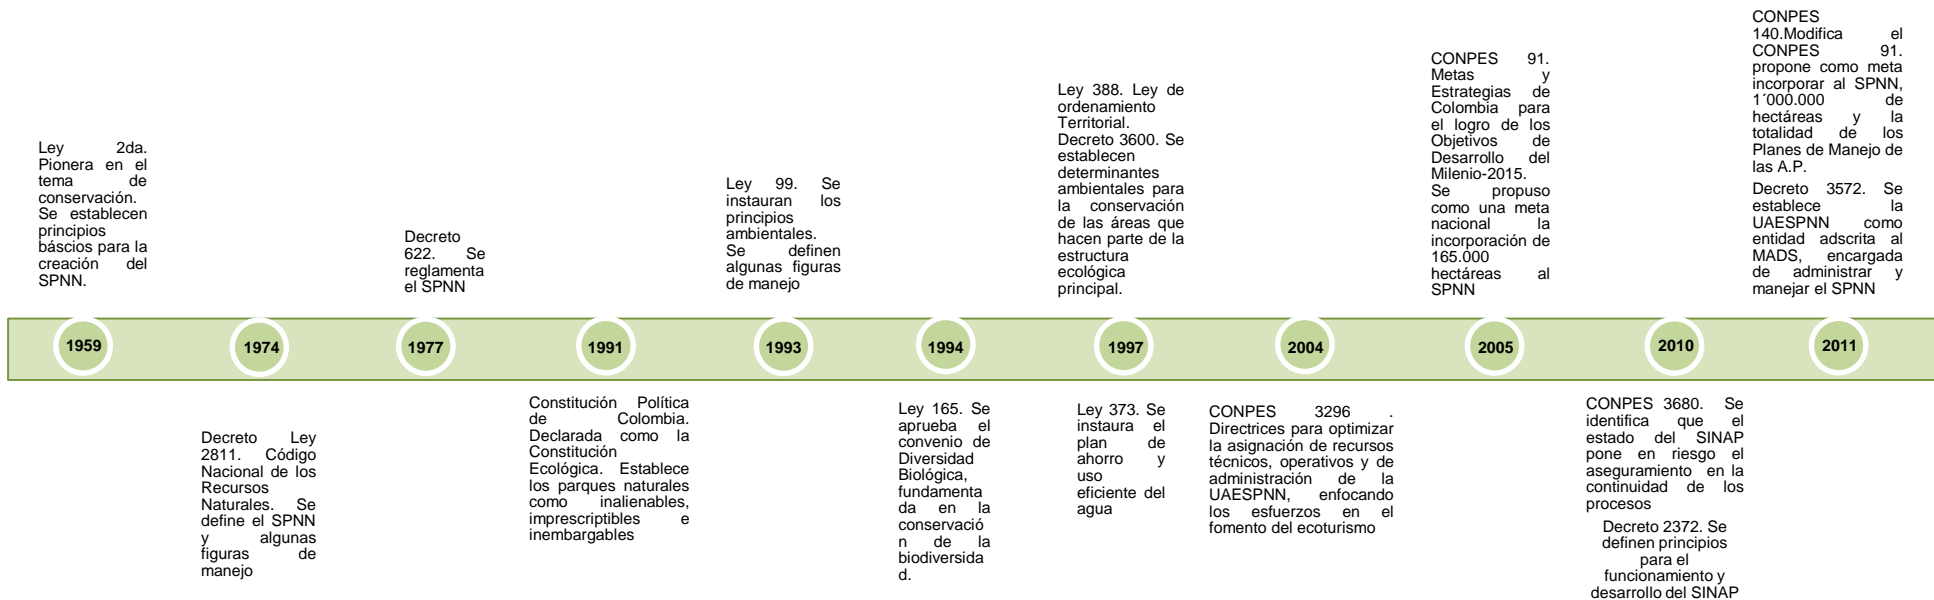 Ley 2da.
Pionera en el
tema de
conservación.
Se establecen
principios
báscios para la
creación del
SPNN.
Decreto
622. Se
reglamenta
el SPNN
Ley 99. Se
instauran los
principios
ambientales.
Se definen
algunas figuras
de manejo
Ley 388. Ley de
ordenamiento
Territorial.
Decreto 3600. Se
establecen
determinantes
ambientales para
la conservación
de las áreas que
hacen parte de la
estructura
ecológica
principal.
CONPES 91.
Metas y
Estrategias de
Colombia para
el logro de los
Objetivos de
Desarrollo del
Milenio-2015.
Se propuso
como una meta
nacional la
incorporación de
165.000
hectáreas al
SPNN
CONPES
140.Modifica el
CONPES 91.
propone como meta
incorporar al SPNN,
1´000.000 de
hectáreas y la
totalidad de los
Planes de Manejo de
las A.P.
Decreto 3572. Se
establece la
UAESPNN como
entidad adscrita al
MADS, encargada
de administrar y
manejar el SPNN
1959
1974
1977
1991
1993
1994
1997
2004
2005
2010
2011
Decreto Ley
2811. Código
Nacional de los
Recursos
Naturales. Se
define el SPNN
y algunas
figuras de
manejo
Constitución Política
de Colombia.
Declarada como la
Constitución
Ecológica. Establece
los parques naturales
como inalienables,
imprescriptibles e
inembargables
Ley 165. Se
aprueba el
convenio de
Diversidad
Biológica,
fundamenta
da en la
conservació
n de la
biodiversida
d.
Ley 373. Se
instaura el
plan de
ahorro y
uso
eficiente del
agua
CONPES 3296 .
Directrices para optimizar
la asignación de recursos
técnicos, operativos y de
administración de la
UAESPNN, enfocando
los esfuerzos en el
fomento del ecoturismo
CONPES 3680. Se
identifica que el
estado del SINAP
pone en riesgo el
aseguramiento en la
continuidad de los
procesos
Decreto 2372. Se
definen principios
para el
funcionamiento y
desarrollo del SINAP